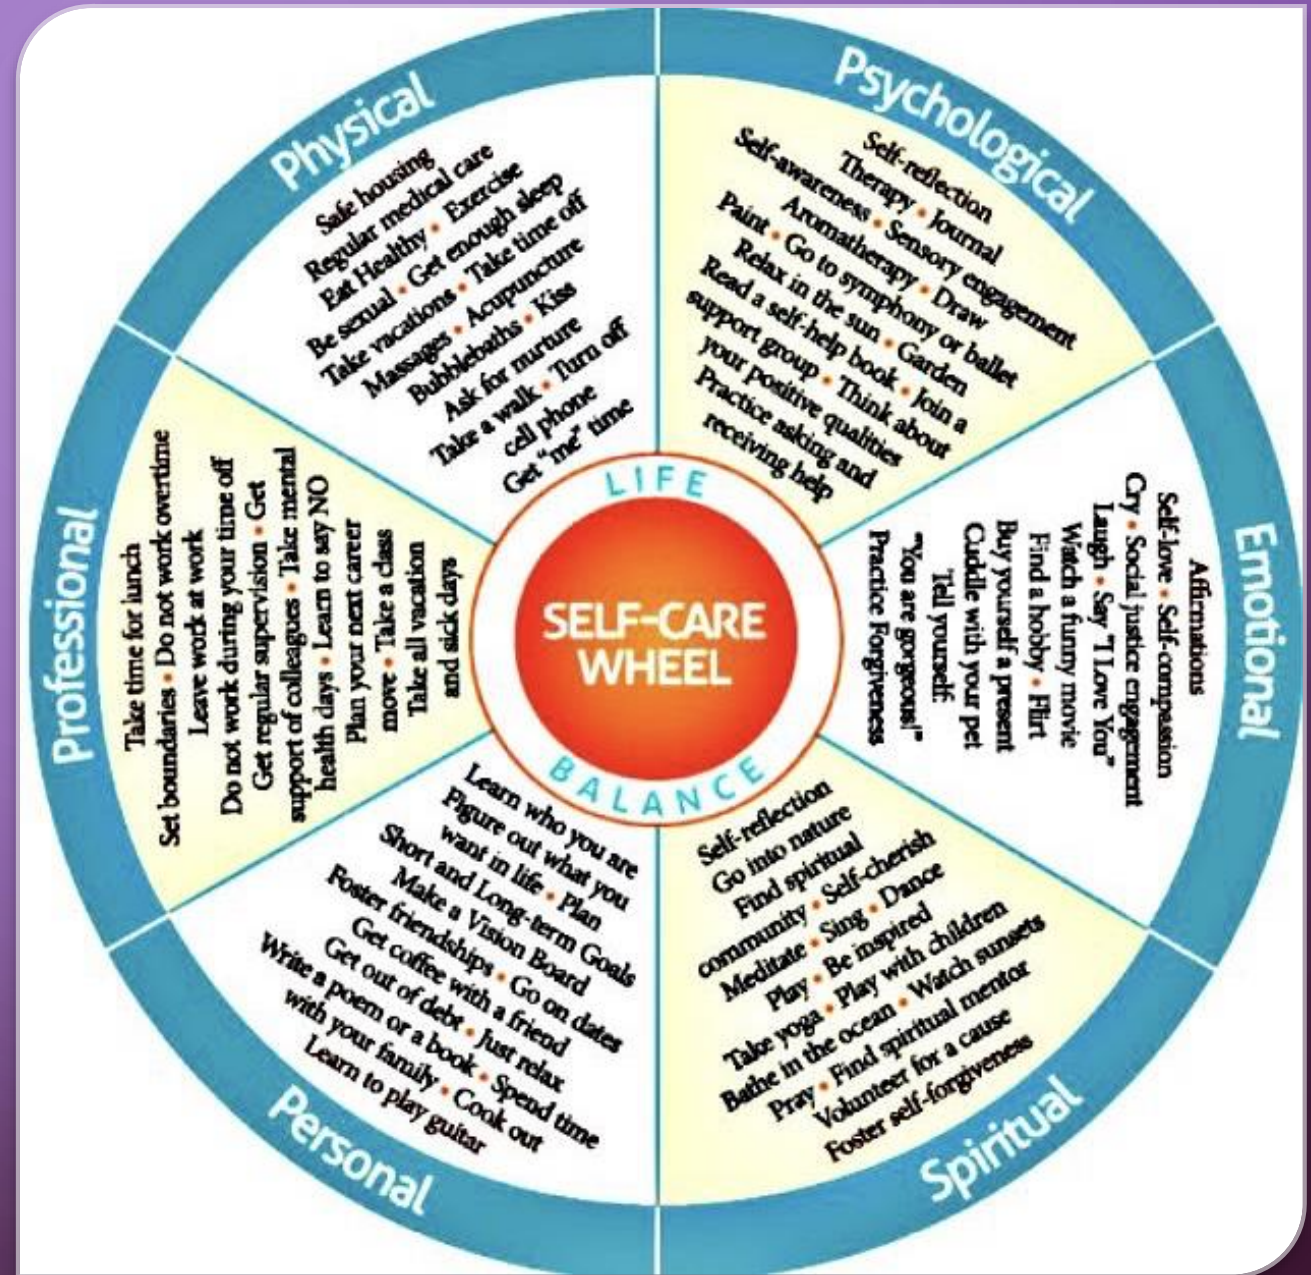 Physical
Safe housing
Regular medical care
Eat Healthy • Exercise
Be sexual • Get enough sleep
Take vacations • Take time off
Massages • Acupuncture
Bubblebaths • Kiss
Ask for nurture
Take a walk • Turn off
cell phone
Get "me" time
Psychological
Self-reflection
Therapy • Journal
Self-awareness • Sensory engagement
Aromatherapy • Draw
Paint • Go to symphony or ballet
Relax in the sun • Garden
Read a self-help book • Join a
support group • Think about
your positive qualities
Practice asking and
receiving help
Emotional
Affirmations
Self-love • Self-compassion
Cry • Social justice engagement
Laugh • Say "I Love You"
Watch a funny movie
Find a hobby • Flirt
Buy yourself a present
Cuddle with your pet
Tell yourself:
"You are gorgeous!"
Practice Forgiveness
Spiritual
Self-reflection
Go into nature
Find spiritual
community • Self-cherish
Meditate • Sing • Dance
Play • Be inspired
Take yoga • Play with children
Bathe in the ocean • Watch sunsets
Pray • Find spiritual mentor
Volunteer for a cause
Foster self-forgiveness
Personal
Learn who you are
Figure out what you
want in life • Plan
Short and Long-term Goals
Make a Vision Board
Foster friendships • Go on dates
Get coffee with a friend
Get out of debt • Just relax
Write a poem or a book • Spend time
with your family • Cook out
Learn to play guitar
Professional
Take time for lunch
Set boundaries • Do not work overtime
Leave work at work
Do not work during your time off
Get regular supervision • Get
support of colleagues • Take mental
health days • Learn to say NO
Plan your next career
move • Take a class
Take all vacation
and sick days
LIFE
SELF-CARE
WHEEL
BALANCE